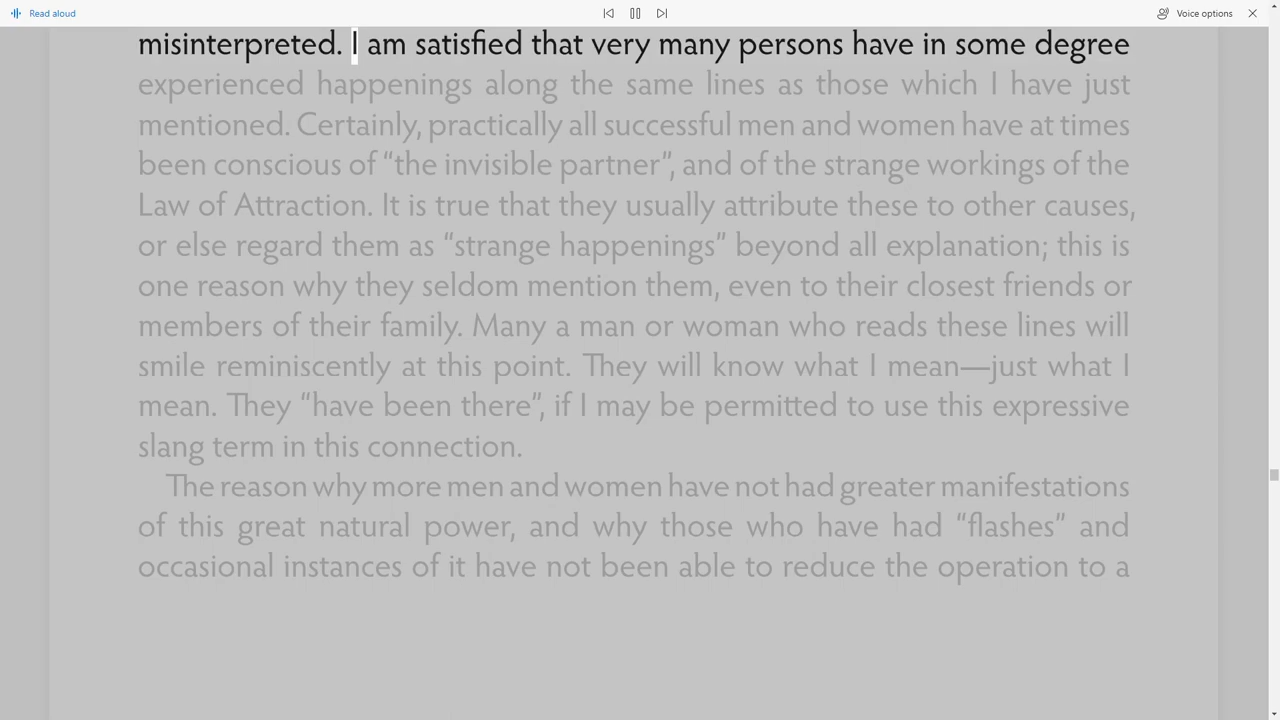 Read aloud
Voice options
misinterpreted. I am satisfied that very many persons have in some degree
experienced happenings along the same lines as those which I have just
mentioned. Certainly, practically all successful men and women have at times
been conscious of “the invisible partner”, and of the strange workings of the
Law of Attraction. It is true that they usually attribute these to other causes,
or else regard them as “strange happenings” beyond all explanation; this is
one reason why they seldom mention them, even to their closest friends or
members of their family. Many a man or woman who reads these lines will
smile reminiscently at this point. They will know what I mean—just what I
mean. They “have been there”, if I may be permitted to use this expressive
slang term in this connection.
The reason why more men and women have not had greater manifestations
of this great natural power, and why those who have had “flashes” and
occasional instances of it have not been able to reduce the operation to a